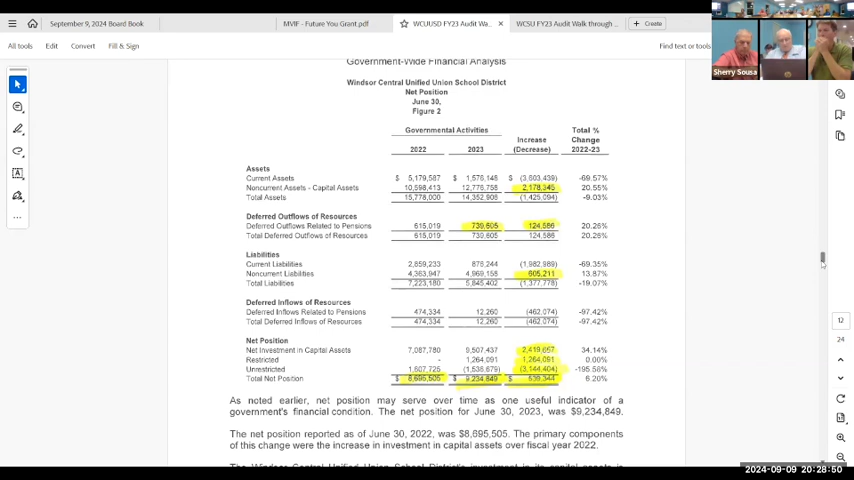 September 9, 2024 Board Book
MVIF - Future You Grant.pdf
WCUUSD FY23 Audit Wa...
WCSU FY23 Audit Walk through ...
+ Create
All tools
Edit
Convert
Fill & Sign
Find text or tools
Sherry Sousa
Government-Wide Financial Analysis
Windsor Central Unified Union School District
Net Position
June 30,
Figure 2
Governmental Activities Increase Total % Change
2022 2023 (Decrease) 2022-23
Assets
Current Assets $ 5,179,587 $ 1,576,148 $ (3,603,439) -69.57%
Noncurrent Assets - Capital Assets 10,598,413 12,776,758 2,178,345 20.55%
Total Assets 15,778,000 14,352,906 (1,425,094) -9.03%
Deferred Outflows of Resources
Deferred Outflows Related to Pensions 615,019 739,605 124,586 20.26%
Total Deferred Outflows of Resources 615,019 739,605 124,586 20.26%
Liabilities
Current Liabilities 2,859,233 876,244 (1,982,989) -69.35%
Noncurrent Liabilities 4,363,947 4,969,158 605,211 13.87%
Total Liabilities 7,223,180 5,845,402 (1,377,778) -19.07%
Deferred Inflows of Resources
Deferred Inflows Related to Pensions 474,334 12,260 (462,074) -97.42%
Total Deferred Inflows of Resources 474,334 12,260 (462,074) -97.42%
Net Position
Net Investment in Capital Assets 7,087,780 9,507,437 2,419,657 34.14%
Restricted - 1,264,091 1,264,091 0.00%
Unrestricted 1,607,725 (1,536,679) (3,144,404) -195.58%
Total Net Position $ 8,695,505 $ 9,234,849 $ 539,344 6.20%
As noted earlier, net position may serve over time as one useful indicator of a
government's financial condition. The net position for June 30, 2023, was $9,234,849.
The net position reported as of June 30, 2022, was $8,695,505. The primary components
of this change were the increase in investment in capital assets over fiscal year 2022.
The Windsor Central Unified Union School District's investment in its capital assets is
12
24
2024-09-09 20:28:50